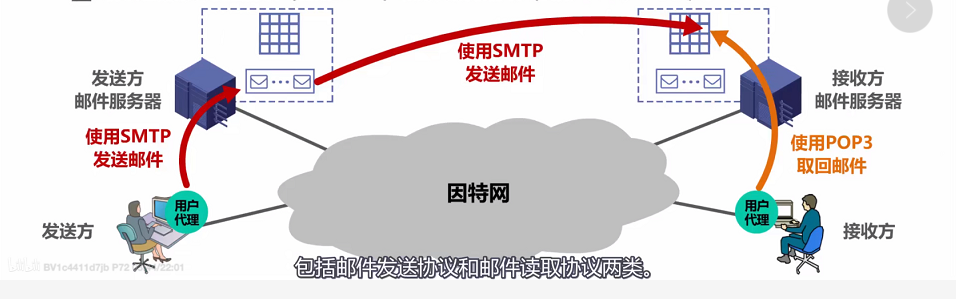 使用SMTP
发送邮件
发送方
邮件服务器
接收方
邮件服务器
使用SMTP
发送邮件
使用POP3
取回邮件
因特网
用户
代理
用户
代理
发送方
接收方
BV1c4411d7jb P72
/22:01
包括邮件发送协议和邮件读取协议两类。